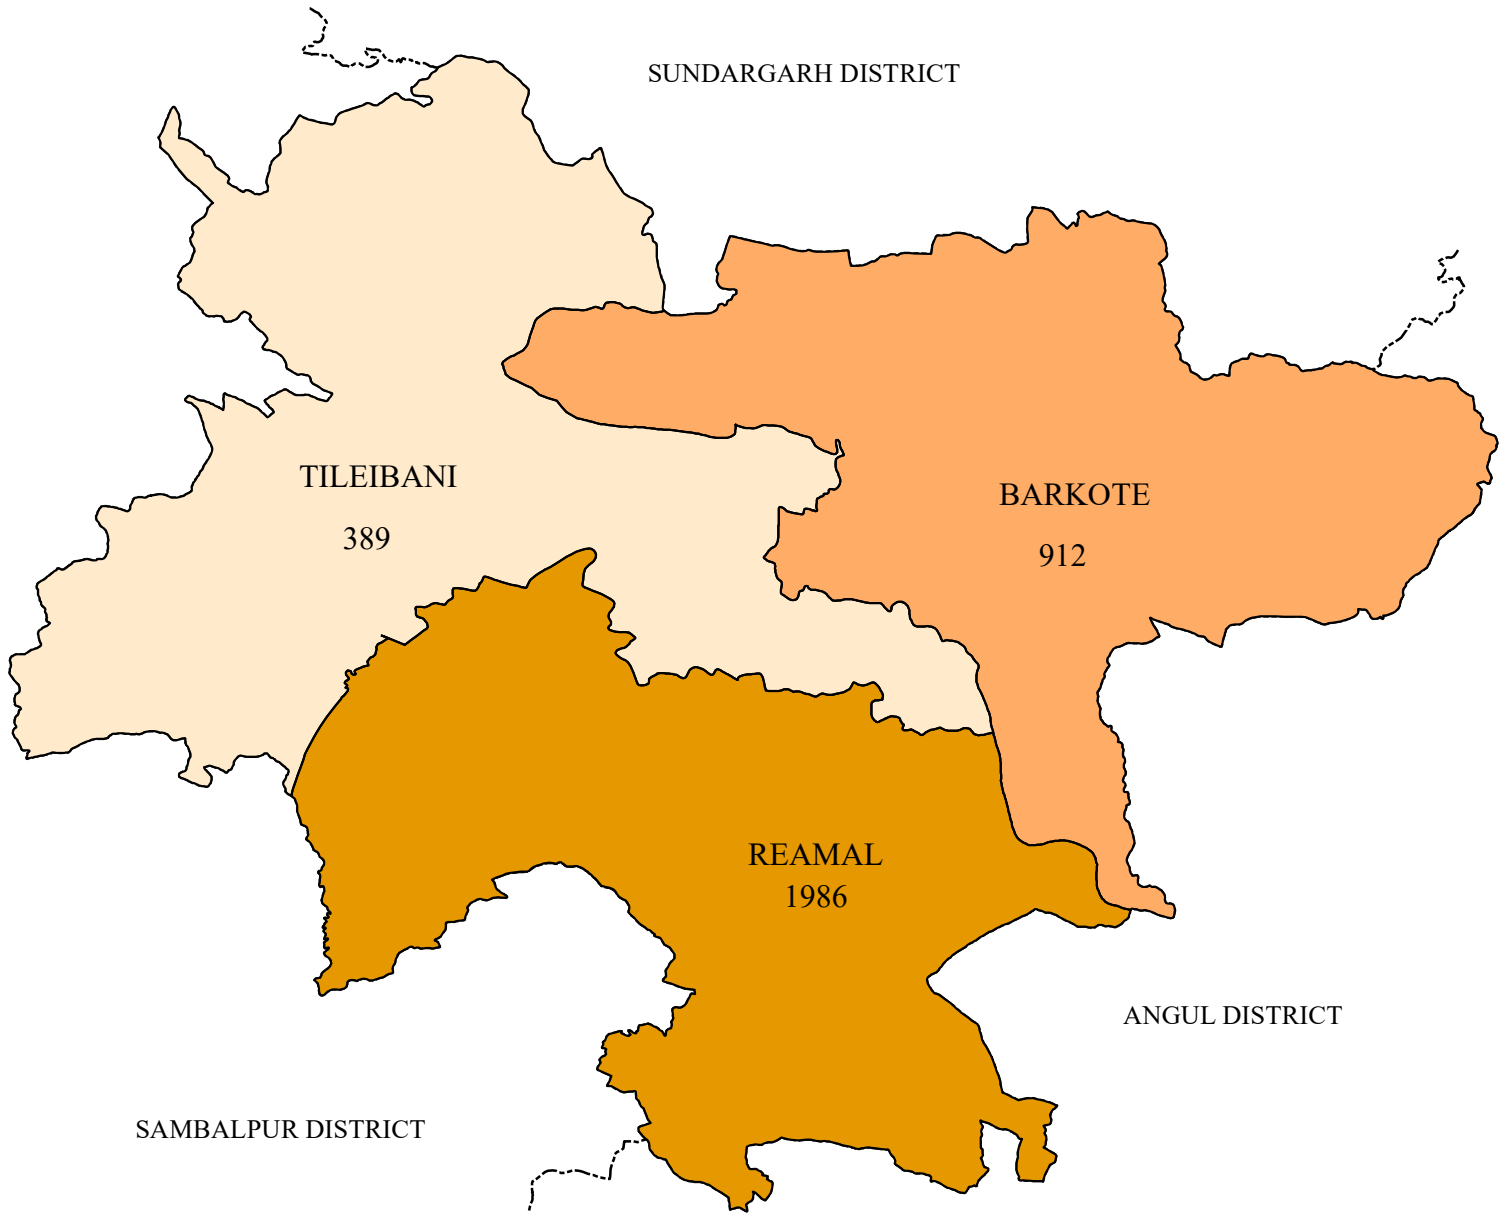 SUNDARGARH DISTRICT
TILEIBANI
389
BARKOTE
912
REAMAL
1986
ANGUL DISTRICT
SAMBALPUR DISTRICT